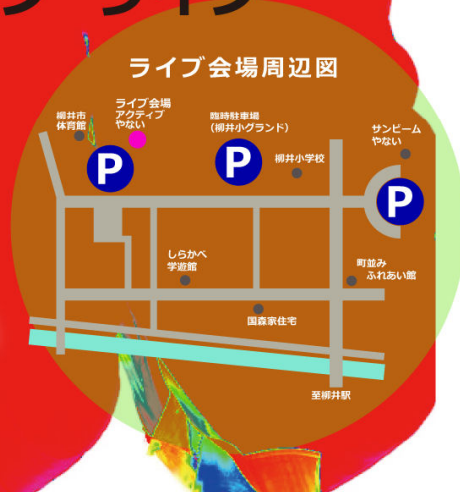 ライブ会場周辺図
柳井市
体育館
ライブ会場
アクティブ
やない
臨時駐車場
（柳井小グランド）
柳井小学校
サンビーム
やない
P
P
P
しらかべ
学遊館
町並み
ふれあい館
国森家住宅
至柳井駅